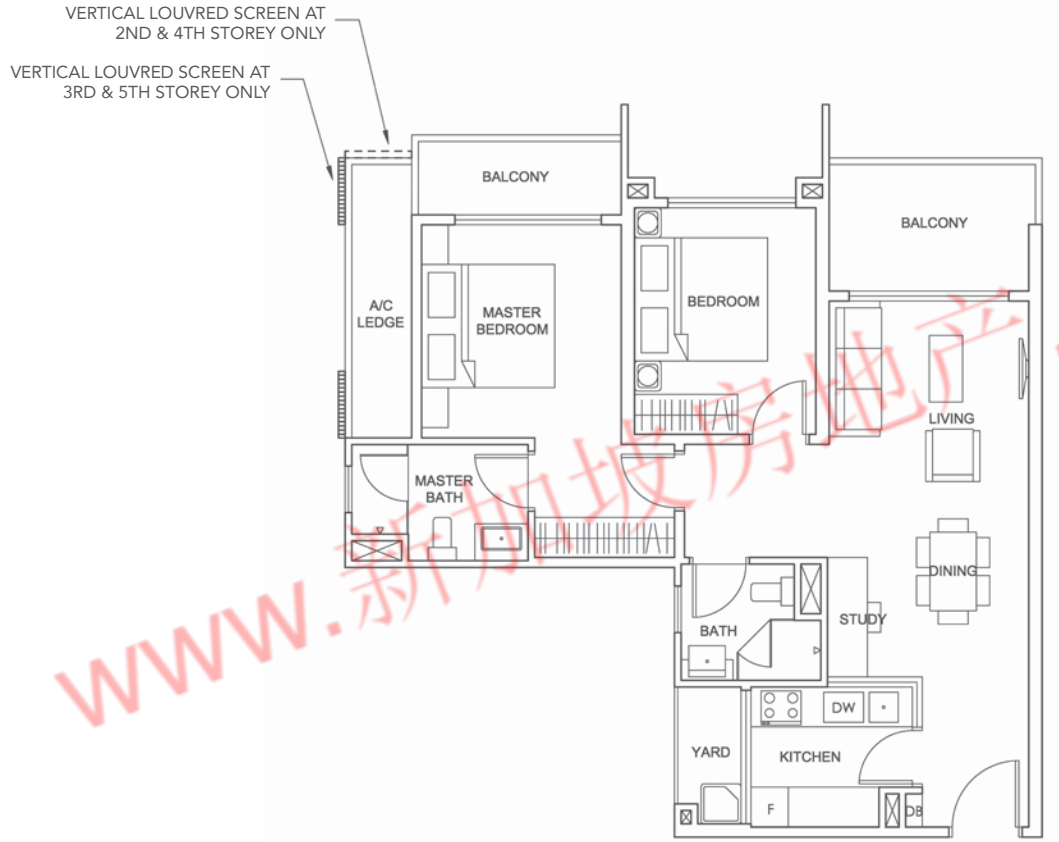 VERTICAL LOUVRED SCREEN AT
2ND & 4TH STOREY ONLY
VERTICAL LOUVRED SCREEN AT
3RD & 5TH STOREY ONLY
BALCONY
BALCONY
A/C
LEDGE
MASTER
BEDROOM
BEDROOM
LIVING
MASTER
BATH
DINING
STUDY
BATH
DW
YARD
KITCHEN
F
DB
www.新加坡房地产.